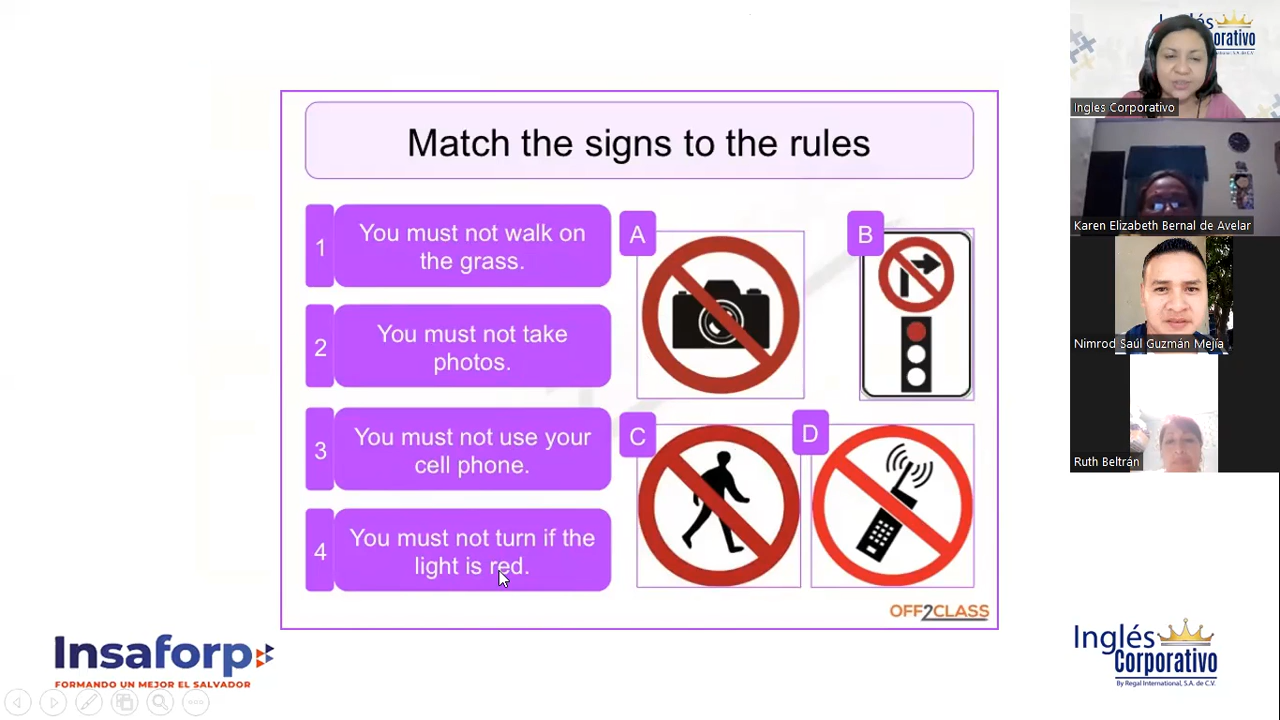 Match the signs to the rules
1
You must not walk on
the grass.
2
You must not take
photos.
3
You must not use your
cell phone.
4
You must not turn if the
light is red.
A
B
C
D
OFF2CLASS
Insaforp
FORMANDO UN MEJOR EL SALVADOR
Inglés
Corporativo
By Regal International, S.A. de C.V.
Inglés
orativo
Ingles Corporativo
Karen Elizabeth Bernal de Avelar
Nimrod Saúl Guzmán Mejía
Ruth Beltrán